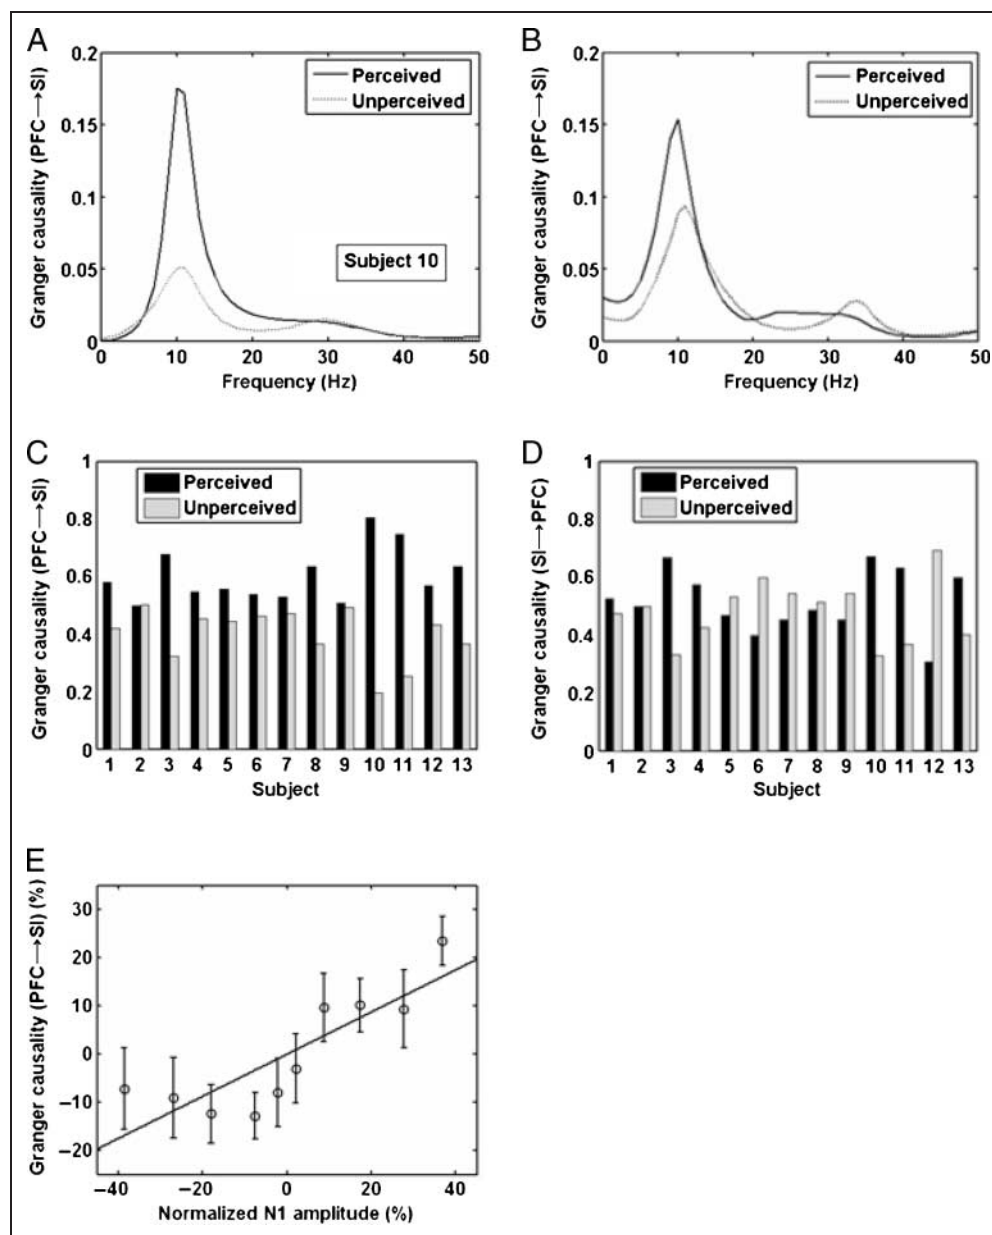 A
0.2
0.15
0.1
0.05
0
Granger causality (PFC→SI)
Perceived
Unperceived
Subject 10
0 10 20 30 40 50
Frequency (Hz)
B
0.2
0.15
0.1
0.05
0
Granger causality (PFC→SI)
Perceived
Unperceived
0 10 20 30 40 50
Frequency (Hz)
C
1
0.8
0.6
0.4
0.2
0
Granger causality (PFC→SI)
Perceived
Unperceived
1 2 3 4 5 6 7 8 9 10 11 12 13
Subject
D
1
0.8
0.6
0.4
0.2
0
Granger causality (SI→PFC)
Perceived
Unperceived
1 2 3 4 5 6 7 8 9 10 11 12 13
Subject
E
30
20
10
0
−10
−20
Granger causality (PFC→SI) (%)
−40 −20 0 20 40
Normalized N1 amplitude (%)